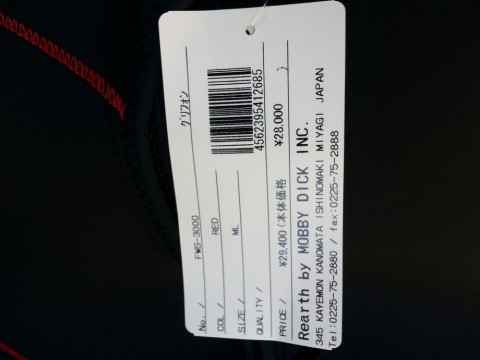 グリフォン
No. / FWS-3000
COL / RED
SIZE / ML
QUALITY /
4562395412685
PRICE / ¥29,400 (本体価格 ¥28,000 )
Rearth by MOBBY DICK INC.
345 KAYEMON KANOMATA ISHINOMAKI MIYAGI JAPAN
Tel:0225-75-2880 / fax:0225-75-2888